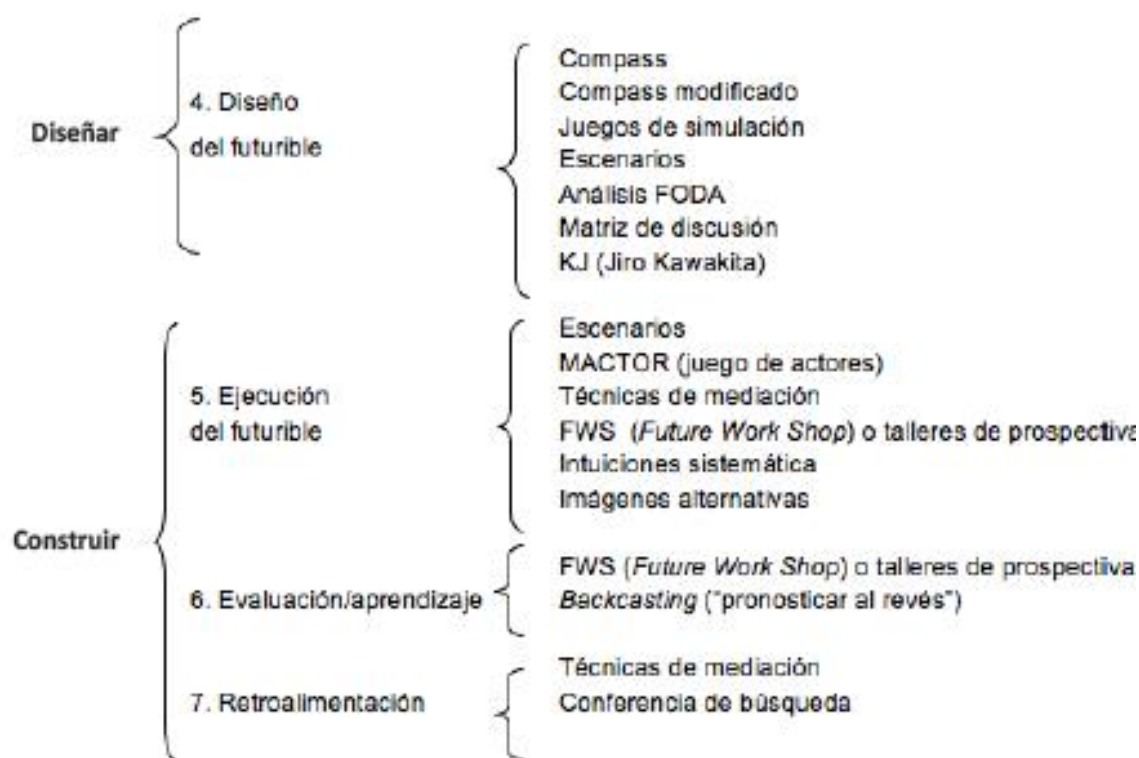 Diseñar
4. Diseño
del futurible
Compass
Compass modificado
Juegos de simulación
Escenarios
Análisis FODA
Matriz de discusión
KJ (Jiro Kawakita)
Construir
5. Ejecución
del futurible
Escenarios
MACTOR (juego de actores)
Técnicas de mediación
FWS (Future Work Shop) o talleres de prospectiva
Intuiciones sistemática
Imágenes alternativas
6. Evaluación/aprendizaje
FWS (Future Work Shop) o talleres de prospectiiva
Backcasting (“pronosticar al revés”)
7. Retroalimentación
Técnicas de mediación
Conferencia de búsqueda